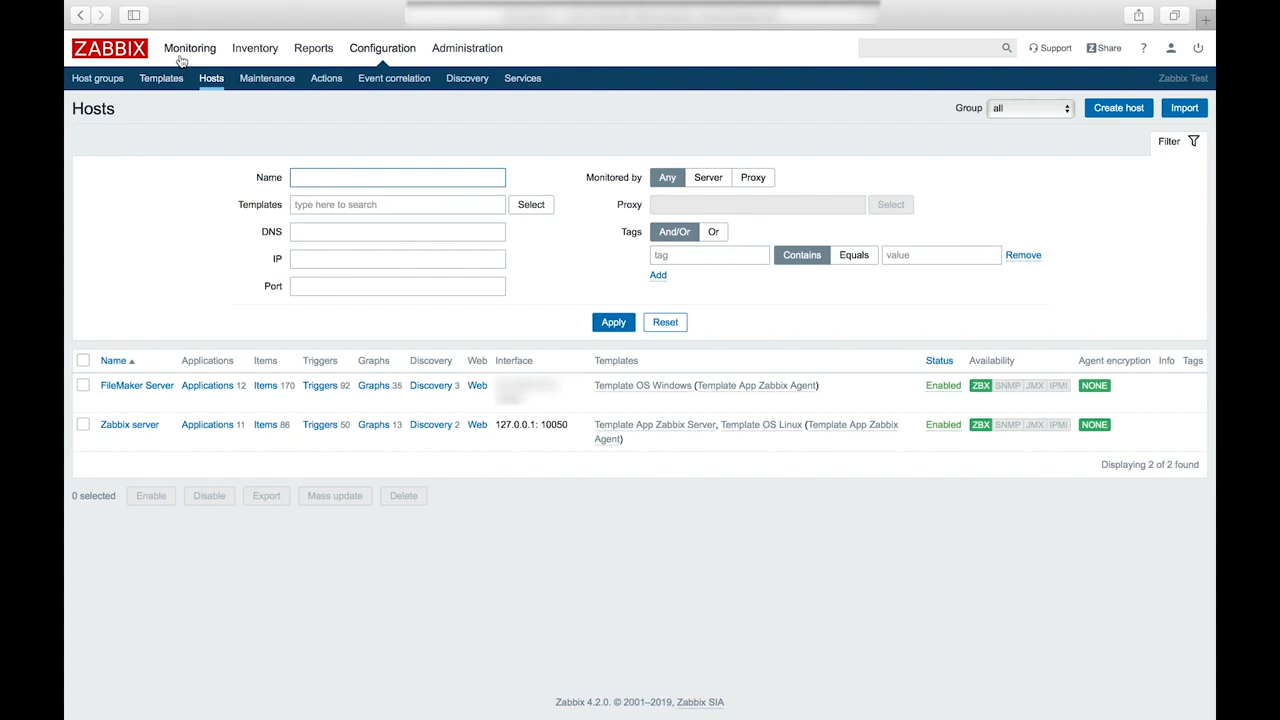 ZABBIX Monitoring Inventory Reports Configuration Administration Support Z Share ?
Host groups Templates Hosts Maintenance Actions Event correlation Discovery Services Zabbix Test
Hosts Group all Create host Import
Filter
Name Monitored by Any Server Proxy
Templates type here to search Select Proxy Select
DNS Tags And/Or Or
IP tag Contains Equals value Remove
Add
Port
Apply Reset
Name Applications Items Triggers Graphs Discovery Web Interface Templates Status Availability Agent encryption Info Tags
FileMaker Server Applications 12 Items 170 Triggers 92 Graphs 35 Discovery 3 Web Template OS Windows (Template App Zabbix Agent) Enabled ZBX SNMP JMX IPMI NONE
Zabbix server Applications 11 Items 86 Triggers 50 Graphs 13 Discovery 2 Web 127.0.0.1: 10050 Template App Zabbix Server, Template OS Linux (Template App Zabbix Enabled ZBX SNMP JMX IPMI NONE
Agent)
Displaying 2 of 2 found
0 selected Enable Disable Export Mass update Delete
Zabbix 4.2.0. © 2001–2019, Zabbix SIA